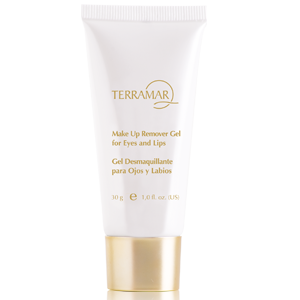 TERRAMAR
Make Up Remover Gel
for Eyes and Lips
Gel Desmaquillante
para Ojos y Labios
30 g. e 1.0 fl. oz. (US)